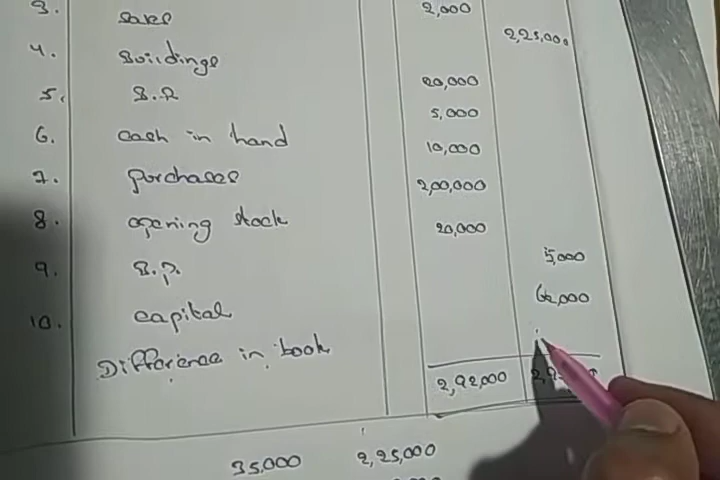 3. Sales 2,000
2,25,000
4. Buildings
5. B.R 20,000
5,000
6. cash in hand 10,000
7. purchases 2,00,000
8. opening stock 20,000
9. B.P. 5,000
10. capital 62,000
Difference in book
2,92,000
35,000 2,25,000